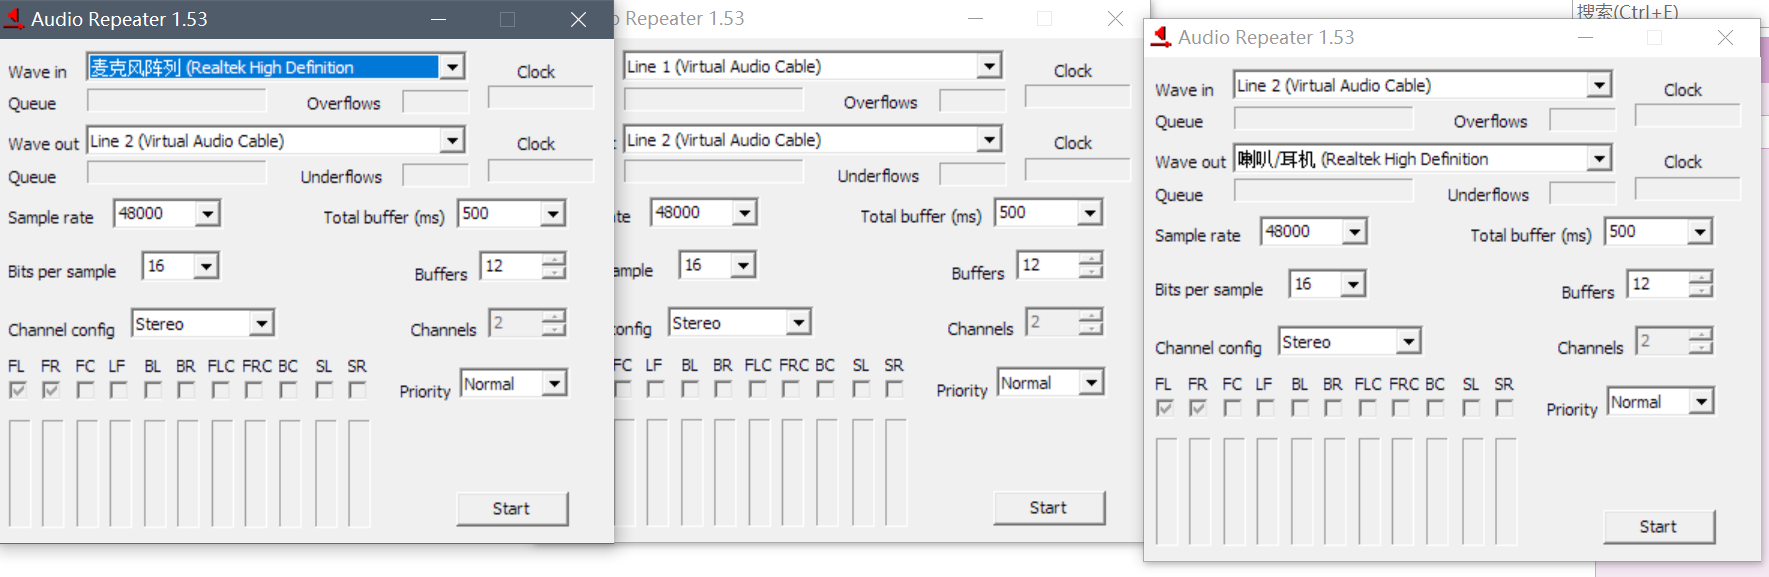 搜索(Ctrl+E)
Audio Repeater 1.53
Wave in 麦克风阵列 (Realtek High Definition Clock
Queue Overflows
Wave out Line 2 (Virtual Audio Cable) Clock
Queue Underflows
Sample rate 48000 Total buffer (ms) 500
Bits per sample 16 Buffers 12
Channel config Stereo Channels 2
FL FR FC LF BL BR FLC FRC BC SL SR
Priority Normal
Start
o Repeater 1.53
Line 1 (Virtual Audio Cable) Clock
Overflows
Line 2 (Virtual Audio Cable) Clock
Underflows
te 48000 Total buffer (ms) 500
ample 16 Buffers 12
onfig Stereo Channels 2
FC LF BL BR FLC FRC BC SL SR
Priority Normal
Start
Audio Repeater 1.53
Wave in Line 2 (Virtual Audio Cable) Clock
Queue Overflows
Wave out 喇叭/耳机 (Realtek High Definition Clock
Queue Underflows
Sample rate 48000 Total buffer (ms) 500
Bits per sample 16 Buffers 12
Channel config Stereo Channels 2
FL FR FC LF BL BR FLC FRC BC SL SR
Priority Normal
Start